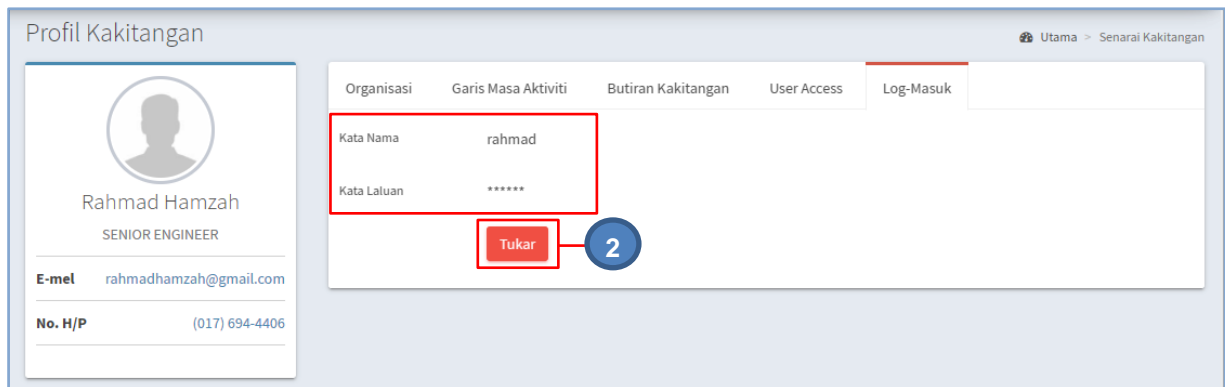 Profil Kakitangan
Utama > Senarai Kakitangan
Rahmad Hamzah
SENIOR ENGINEER
E-mel rahmadhamzah@gmail.com
No. H/P (017) 694-4406
Organisasi Garis Masa Aktiviti Butiran Kakitangan User Access Log-Masuk
Kata Nama rahmad
Kata Laluan ******
Tukar 2